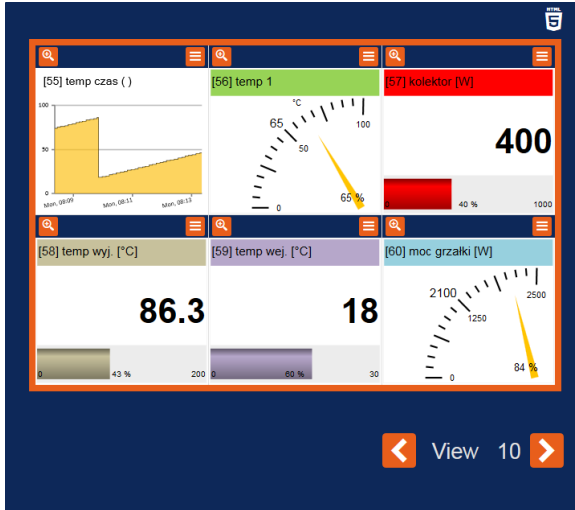 HTML
5
[55] temp czas ( )
100
50
0
Mon, 08:09
Mon, 08:11
Mon, 08:13
[56] temp 1
°C
65
100
50
0
65 %
[57] kolektor [W]
400
0
40 %
1000
[58] temp wyj. [°C]
86.3
0
43 %
200
[59] temp wej. [°C]
18
0
60 %
30
[60] moc grzałki [W]
2100
2500
1250
0
84 %
View 10